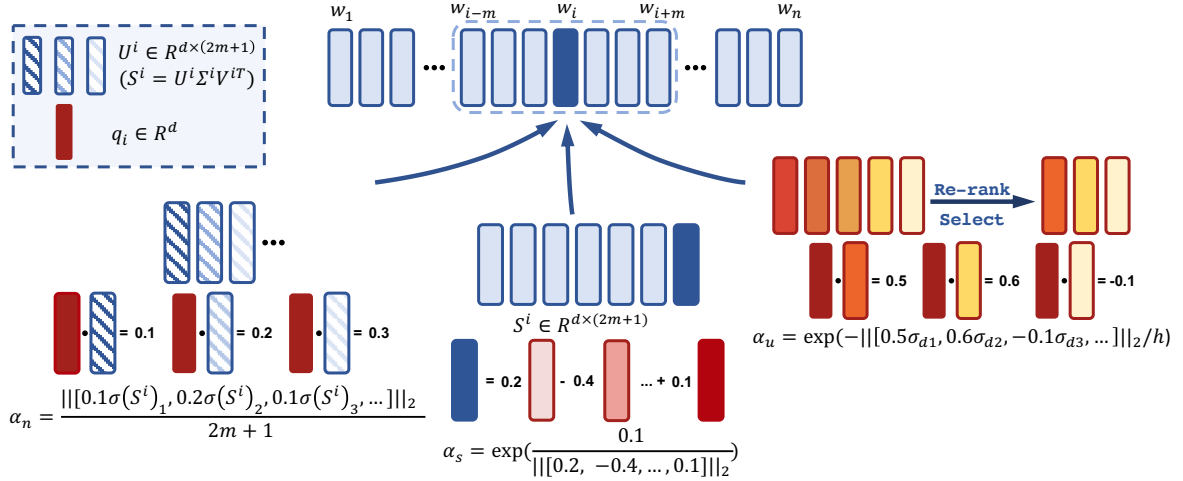 U^i ∈ R^{d×(2m+1)}
(S^i = U^i Σ^i V^{iT})
q_i ∈ R^d
w_1 w_{i−m} w_i w_{i+m} w_n
••• •••
Re-rank
Select
•••
• = 0.1 • = 0.2 • = 0.3
α_n = ||[0.1σ(S^i)_1, 0.2σ(S^i)_2, 0.1σ(S^i)_3, …]||_2
2m + 1
S^i ∈ R^{d×(2m+1)}
= 0.2 - 0.4 ... + 0.1
α_s = exp(0.1
||[0.2, −0.4, …, 0.1]||_2)
• = 0.5 • = 0.6 • = -0.1
α_u = exp(−||[0.5σ_{d1}, 0.6σ_{d2}, −0.1σ_{d3}, …]||_2/h)